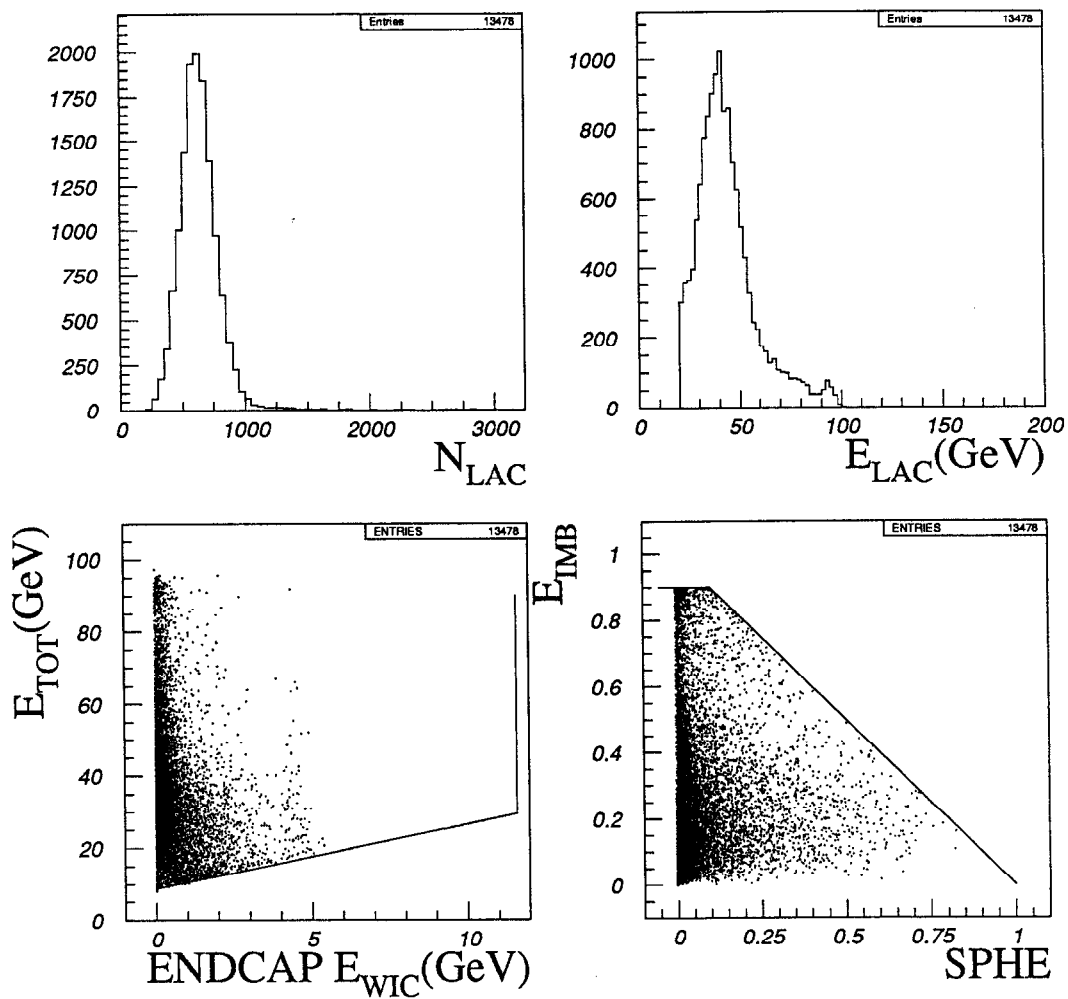 Entries 13478
2000
1750
1500
1250
1000
750
500
250
0
0 1000 2000 3000
N_LAC
Entries 13478
1000
800
600
400
200
0
0 50 100 150 200
E_LAC(GeV)
ENTRIES 13478
E_TOT(GeV)
100
80
60
40
20
0
0 5 10
ENDCAP E_WIC(GeV)
ENTRIES 13478
E_IMB
1
0.8
0.6
0.4
0.2
0
0 0.25 0.5 0.75 1
SPHE